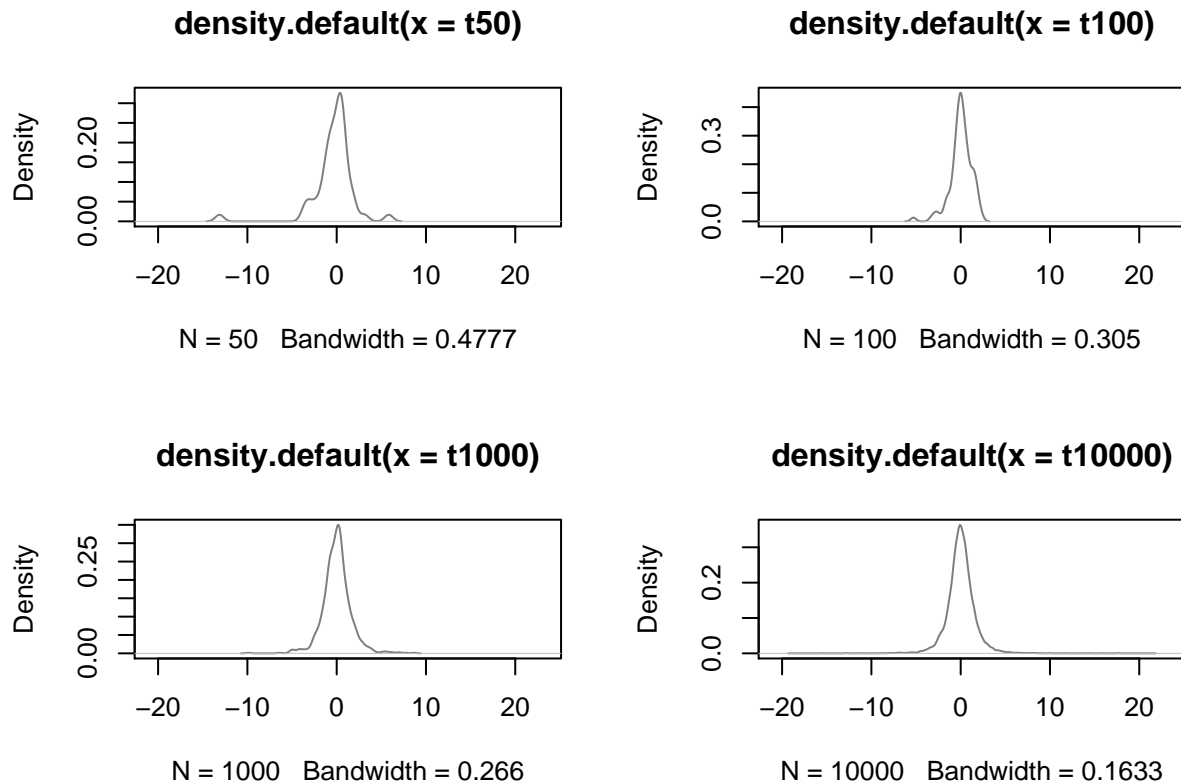 density.default(x = t50)
Density
0.00
0.20
−20 −10 0 10 20
N = 50 Bandwidth = 0.4777
density.default(x = t100)
Density
0.0
0.3
−20 −10 0 10 20
N = 100 Bandwidth = 0.305
density.default(x = t1000)
Density
0.00
0.25
−20 −10 0 10 20
N = 1000 Bandwidth = 0.266
density.default(x = t10000)
Density
0.0
0.2
−20 −10 0 10 20
N = 10000 Bandwidth = 0.1633